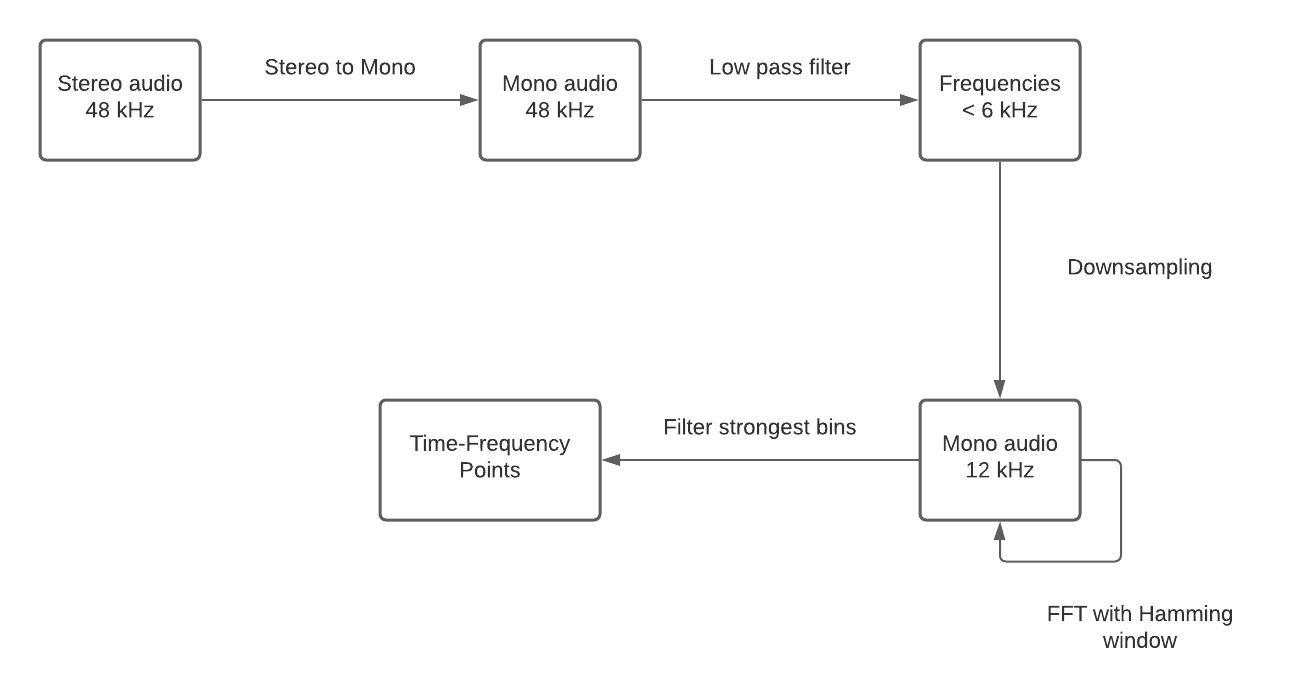 Stereo audio
48 kHz
Stereo to Mono
Mono audio
48 kHz
Low pass filter
Frequencies
< 6 kHz
Downsampling
Mono audio
12 kHz
FFT with Hamming
window
Filter strongest bins
Time-Frequency
Points